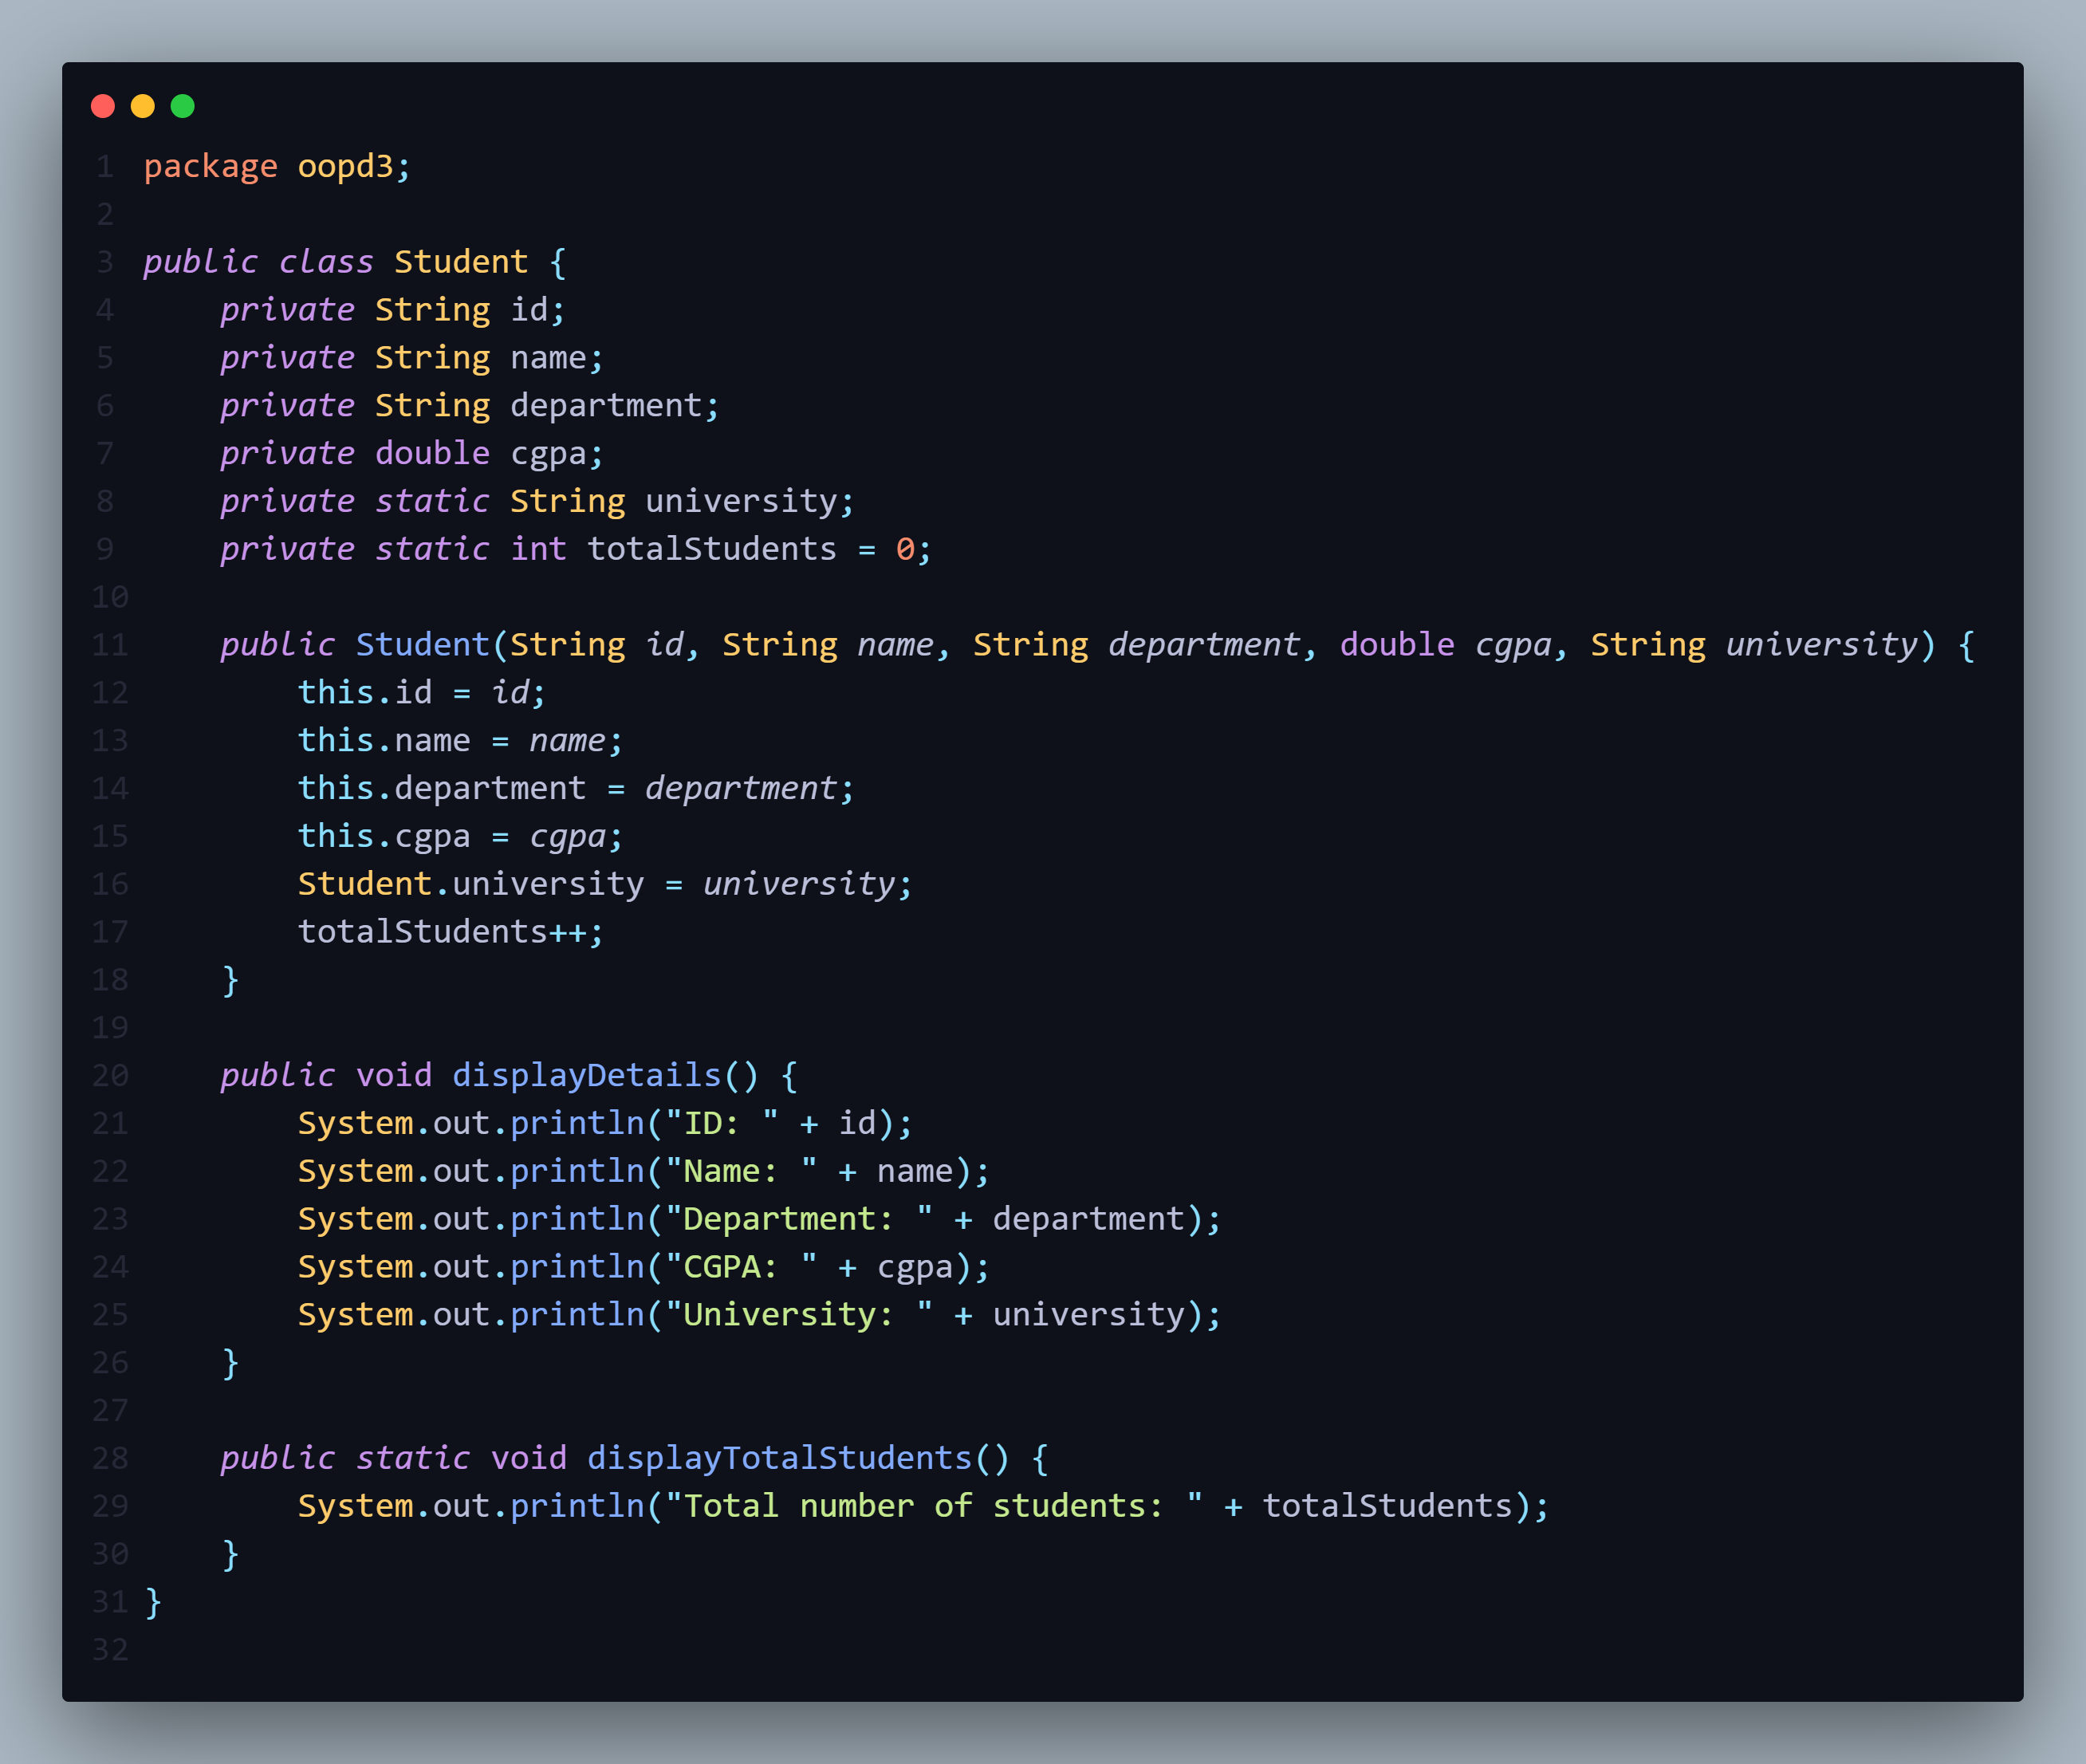 1 package oopd3;
2
3 public class Student {
4     private String id;
5     private String name;
6     private String department;
7     private double cgpa;
8     private static String university;
9     private static int totalStudents = 0;
10
11     public Student(String id, String name, String department, double cgpa, String university) {
12         this.id = id;
13         this.name = name;
14         this.department = department;
15         this.cgpa = cgpa;
16         Student.university = university;
17         totalStudents++;
18     }
19
20     public void displayDetails() {
21         System.out.println("ID: " + id);
22         System.out.println("Name: " + name);
23         System.out.println("Department: " + department);
24         System.out.println("CGPA: " + cgpa);
25         System.out.println("University: " + university);
26     }
27
28     public static void displayTotalStudents() {
29         System.out.println("Total number of students: " + totalStudents);
30     }
31 }
32